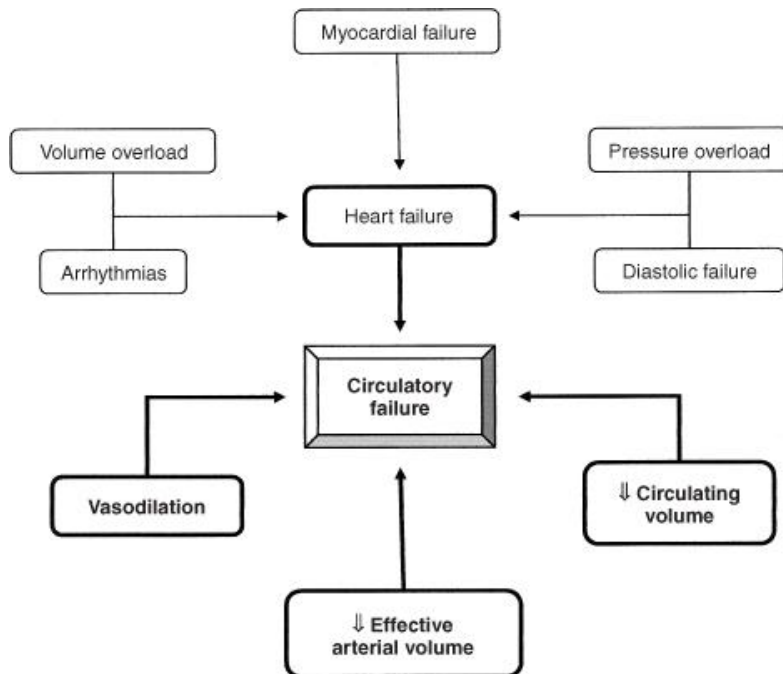 Myocardial failure
Volume overload
Pressure overload
Heart failure
Arrhythmias
Diastolic failure
Circulatory
failure
Vasodilation
⇓ Circulating
volume
⇓ Effective
arterial volume